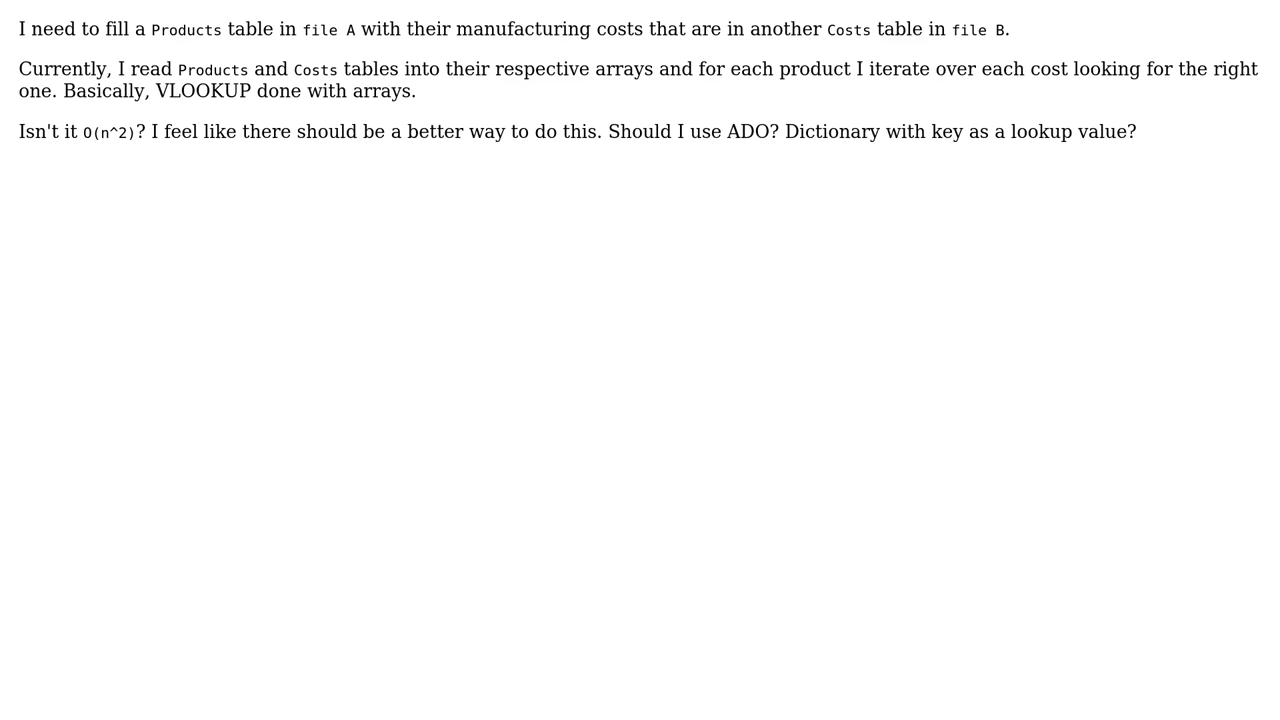 I need to fill a Products table in file A with their manufacturing costs that are in another Costs table in file B.
Currently, I read Products and Costs tables into their respective arrays and for each product I iterate over each cost looking for the right
one. Basically, VLOOKUP done with arrays.
Isn't it O(n^2)? I feel like there should be a better way to do this. Should I use ADO? Dictionary with key as a lookup value?